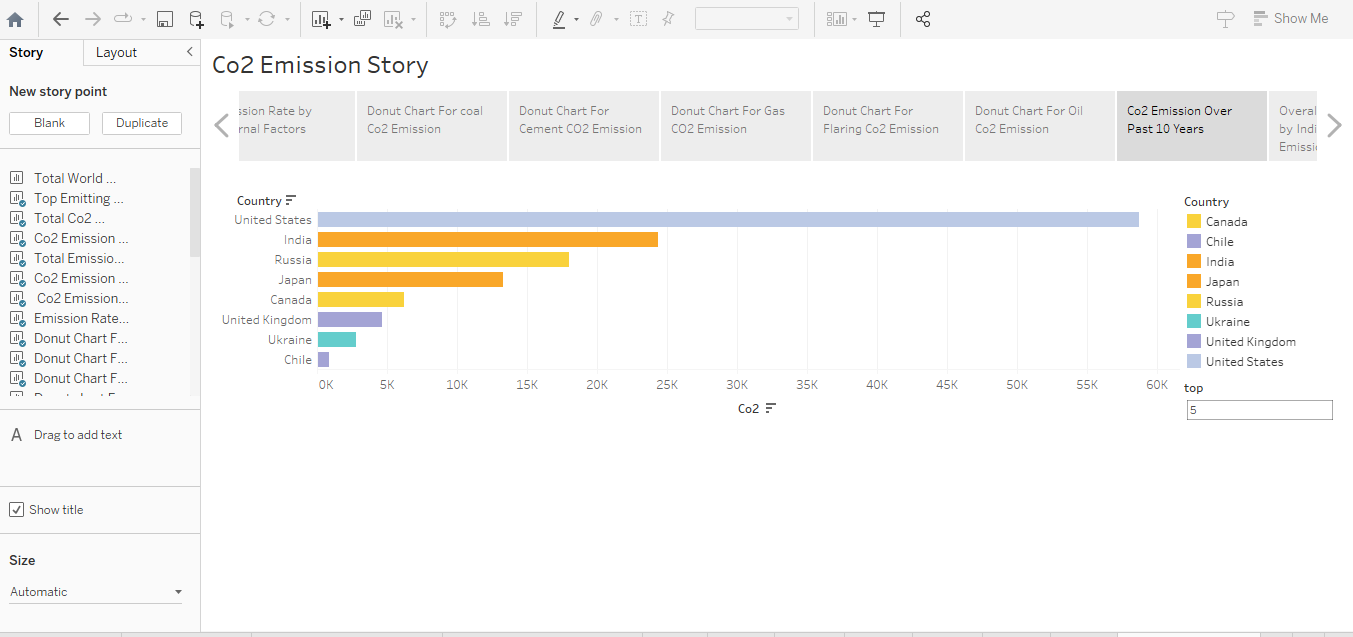 Show Me
Story
Layout
New story point
Blank
Duplicate
Total World ...
Top Emitting ...
Total Co2 ...
Co2 Emission ...
Total Emissio...
Co2 Emission ...
Co2 Emission...
Emission Rate...
Donut Chart F...
Donut Chart F...
Donut Chart F...
A Drag to add text
Show title
Size
Automatic
Co2 Emission Story
ssion Rate by
rnal Factors
Donut Chart For coal
Co2 Emission
Donut Chart For
Cement CO2 Emission
Donut Chart For Gas
CO2 Emission
Donut Chart For
Flaring Co2 Emission
Donut Chart For Oil
Co2 Emission
Co2 Emission Over
Past 10 Years
Overal
by Indi
Emissi
Country
United States
India
Russia
Japan
Canada
United Kingdom
Ukraine
Chile
0K 5K 10K 15K 20K 25K 30K 35K 40K 45K 50K 55K 60K
Co2
Country
Canada
Chile
India
Japan
Russia
Ukraine
United Kingdom
United States
top
5